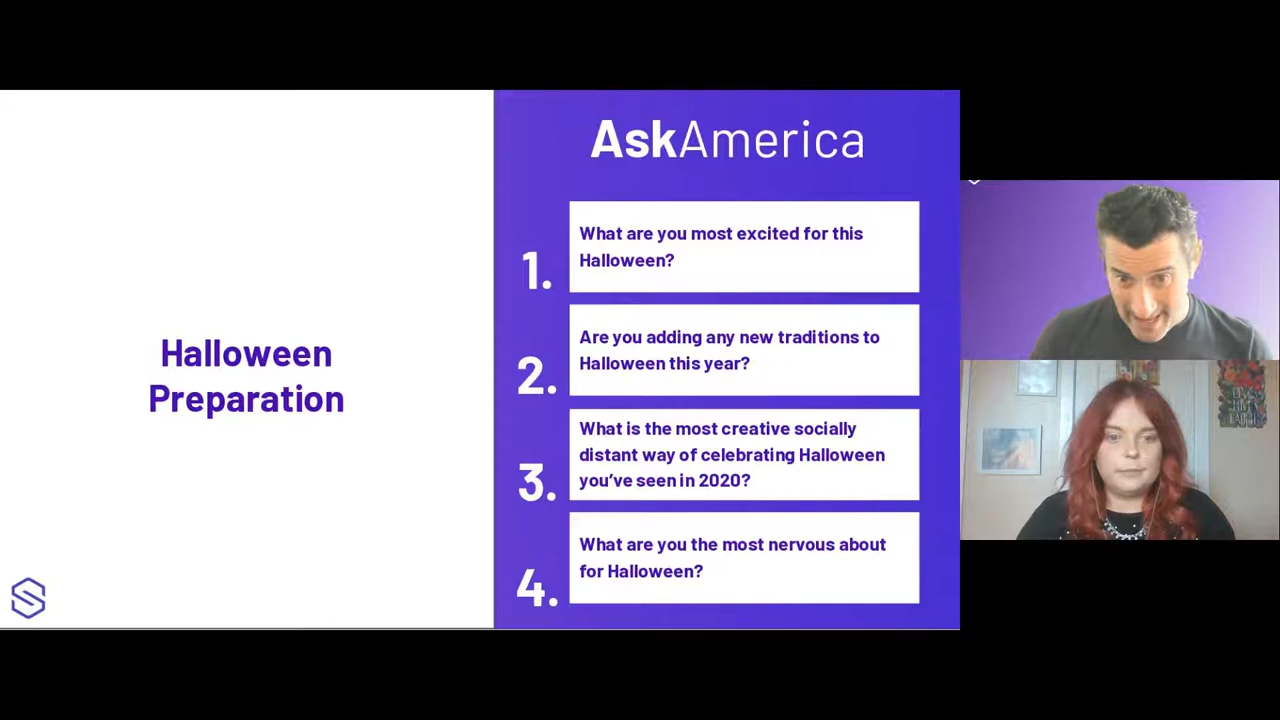 Halloween
Preparation
AskAmerica
1.
What are you most excited for this
Halloween?
2.
Are you adding any new traditions to
Halloween this year?
3.
What is the most creative socially
distant way of celebrating Halloween
you’ve seen in 2020?
4.
What are you the most nervous about
for Halloween?